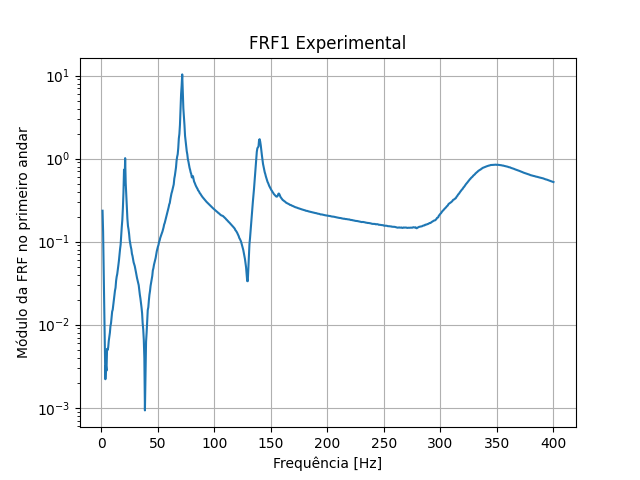 FRF1 Experimental
Módulo da FRF no primeiro andar
10¹
10⁰
10⁻¹
10⁻²
10⁻³
0 50 100 150 200 250 300 350 400
Frequência [Hz]